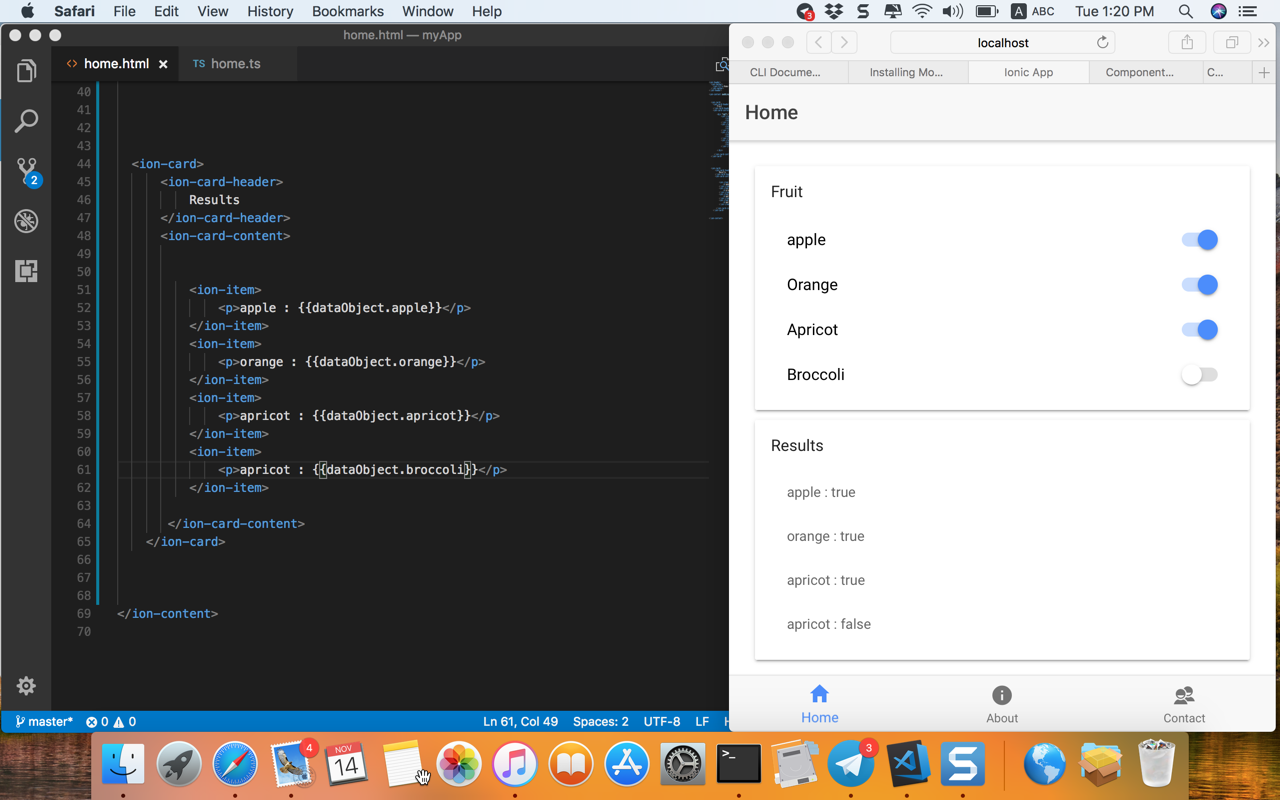 Safari File Edit View History Bookmarks Window Help 3 S A ABC Tue 1:20 PM
home.html — myApp
<> home.html × TS home.ts
40
41
42
43
44 <ion-card>
45 <ion-card-header>
46 Results
47 </ion-card-header>
48 <ion-card-content>
49
50
51 <ion-item>
52 <p>apple : {{dataObject.apple}}</p>
53 </ion-item>
54 <ion-item>
55 <p>orange : {{dataObject.orange}}</p>
56 </ion-item>
57 <ion-item>
58 <p>apricot : {{dataObject.apricot}}</p>
59 </ion-item>
60 <ion-item>
61 <p>apricot : {{dataObject.broccoli}}</p>
62 </ion-item>
63
64 </ion-card-content>
65 </ion-card>
66
67
68
69 </ion-content>
70
2
master* 0 0 Ln 61, Col 49 Spaces: 2 UTF-8 LF
localhost
CLI Docume... Installing Mo... Ionic App Component... C...
Home
Fruit
apple
Orange
Apricot
Broccoli
Results
apple : true
orange : true
apricot : true
apricot : false
Home About Contact
4 NOV 14 >_ 3 S